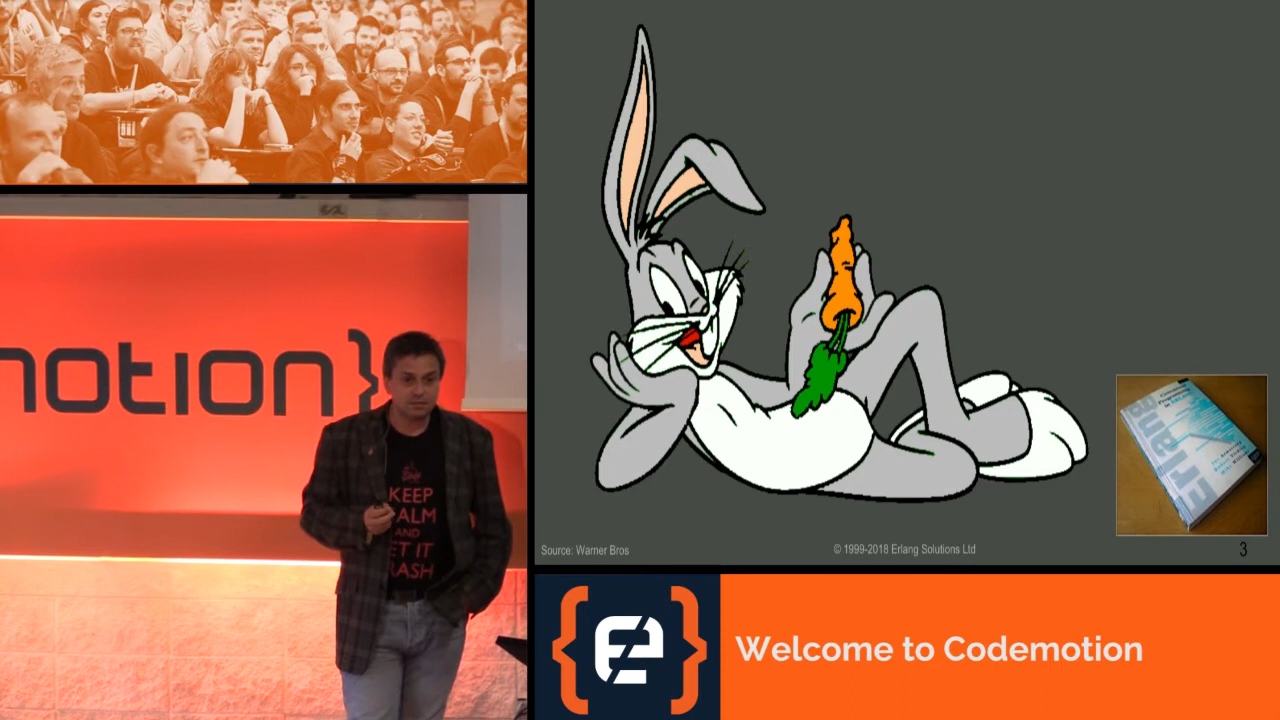 notion}
KEEP
ALM
AND
ET IT
RASH
Erlang
Source: Warner Bros
© 1999-2018 Erlang Solutions Ltd
3
Welcome to Codemotion